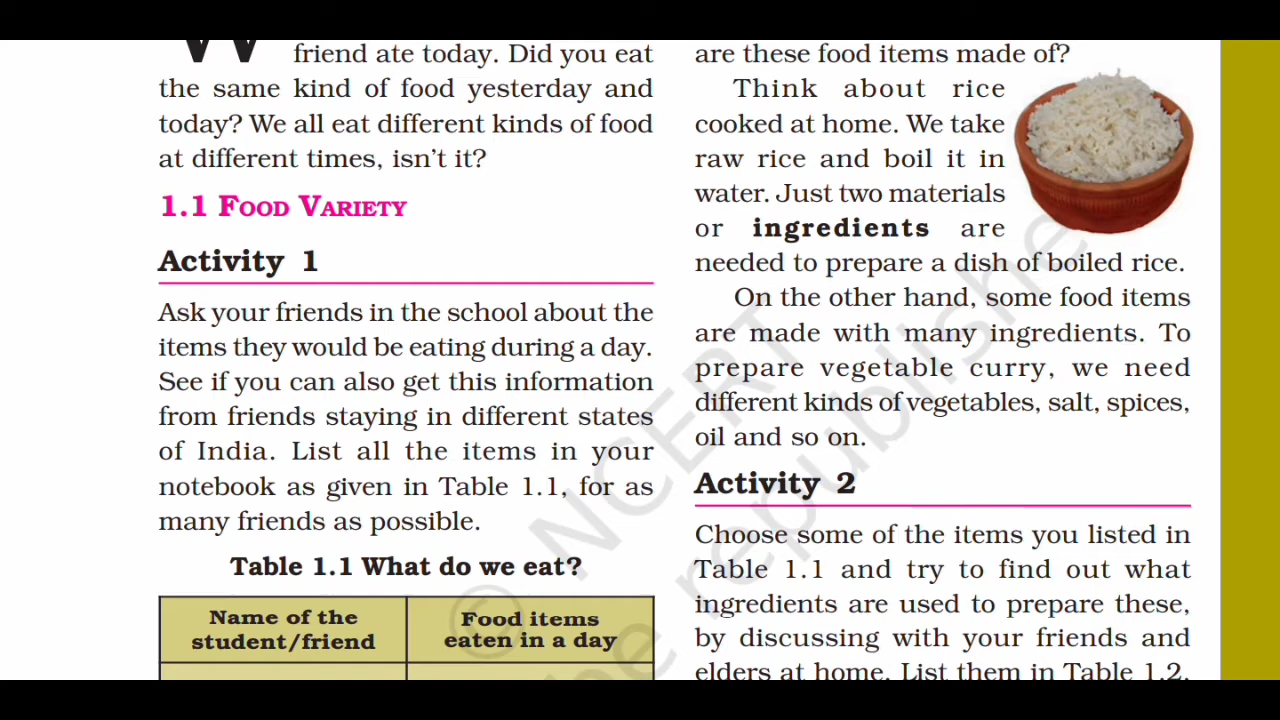 W
friend ate today. Did you eat
the same kind of food yesterday and
today? We all eat different kinds of food
at different times, isn't it?
1.1 FOOD VARIETY
Activity 1
Ask your friends in the school about the
items they would be eating during a day.
See if you can also get this information
from friends staying in different states
of India. List all the items in your
notebook as given in Table 1.1, for as
many friends as possible.
Table 1.1 What do we eat?
Name of the
student/friend
Food items
eaten in a day
are these food items made of?
Think about rice
cooked at home. We take
raw rice and boil it in
water. Just two materials
or ingredients are
needed to prepare a dish of boiled rice.
On the other hand, some food items
are made with many ingredients. To
prepare vegetable curry, we need
different kinds of vegetables, salt, spices,
oil and so on.
Activity 2
Choose some of the items you listed in
Table 1.1 and try to find out what
ingredients are used to prepare these,
by discussing with your friends and
elders at home. List them in Table 1.2.
© NCERT
be republished